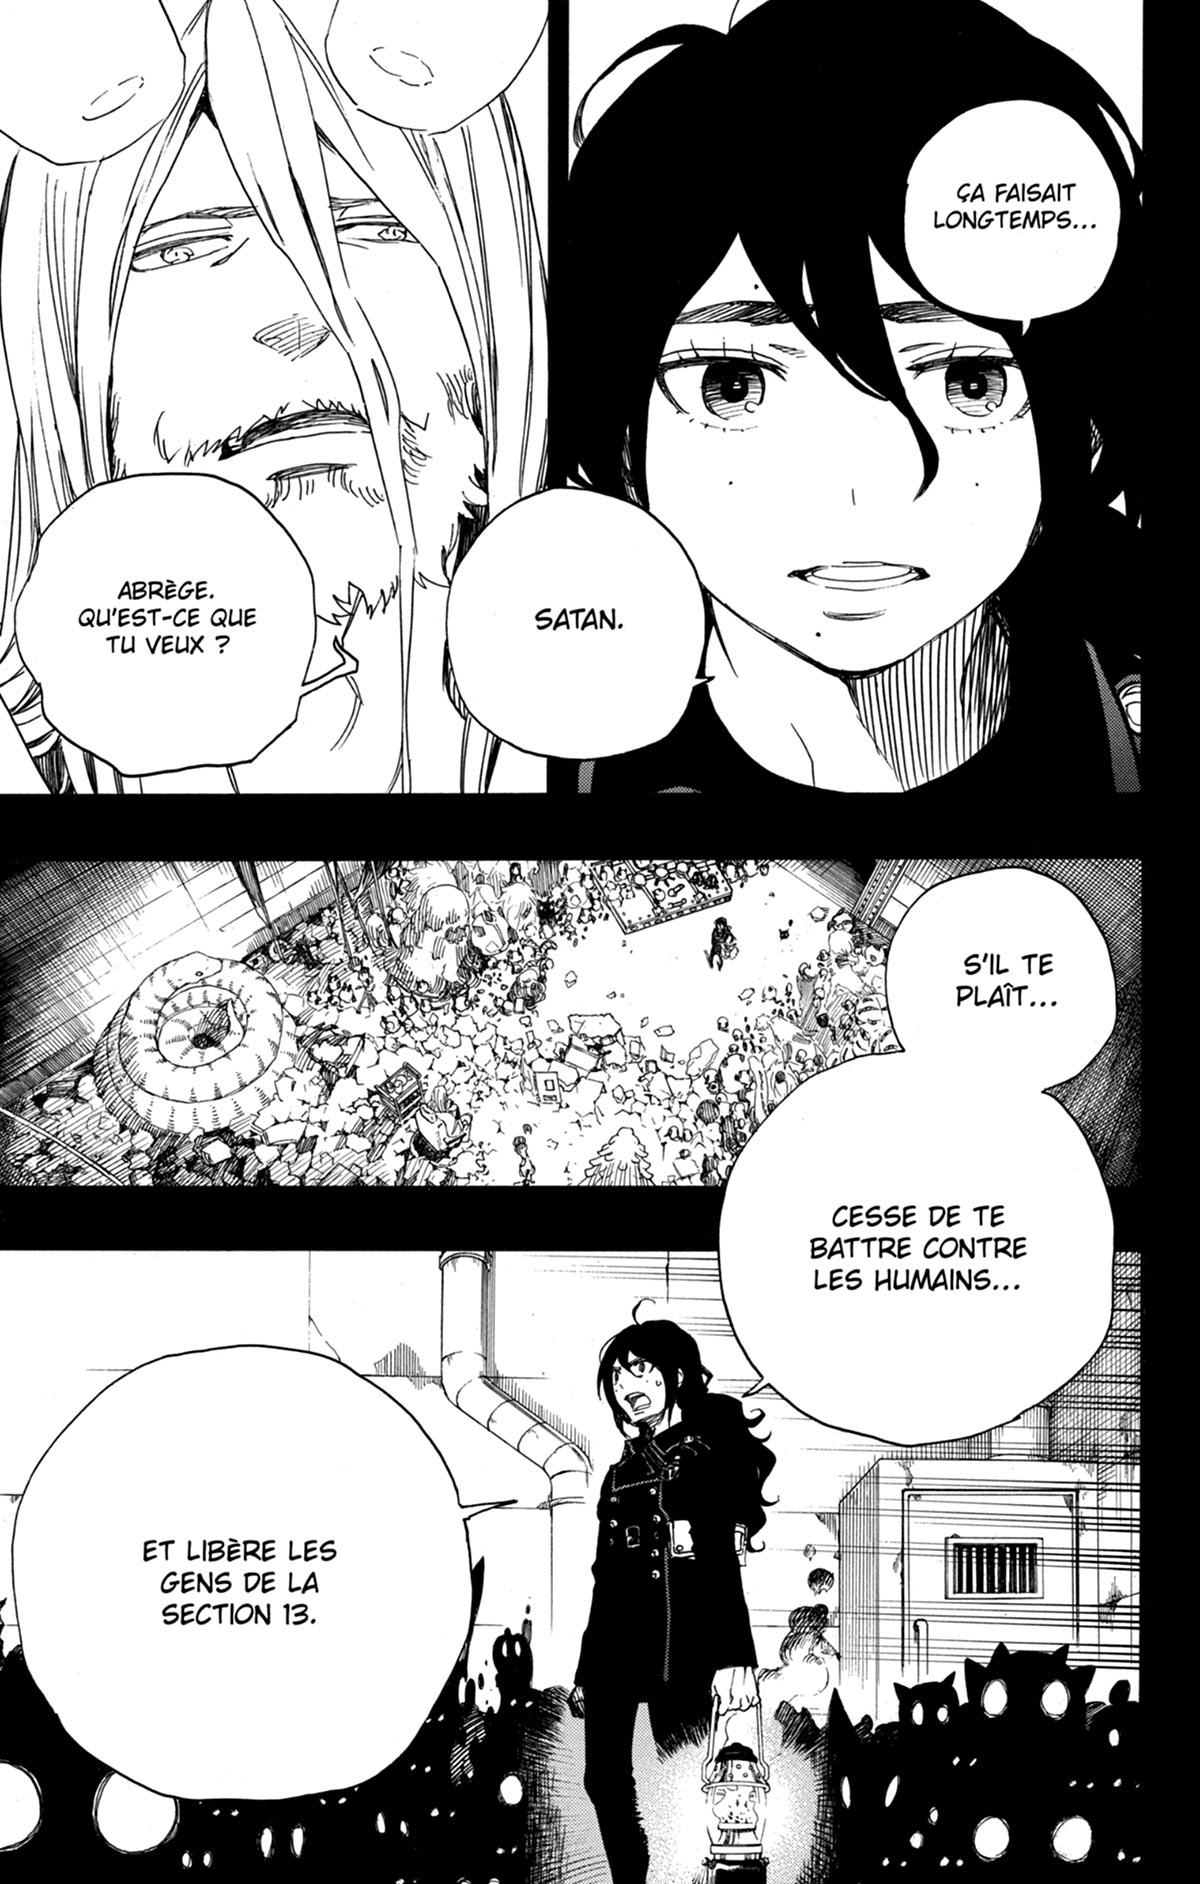 ÇA FAISAIT
LONGTEMPS...
SATAN.
ABRÈGE.
QU'EST-CE QUE
TU VEUX ?
S'IL TE
PLAÎT...
CESSE DE TE
BATTRE CONTRE
LES HUMAINS...
ET LIBÈRE LES
GENS DE LA
SECTION 13.